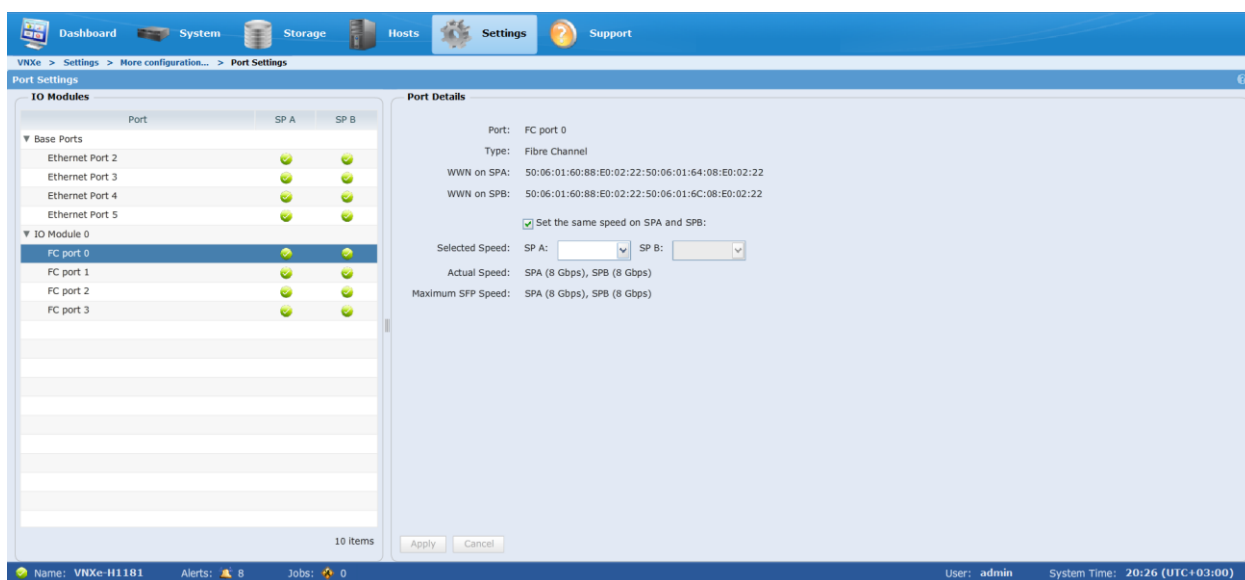 Dashboard System Storage Hosts Settings Support
VNXe > Settings > More configuration... > Port Settings
Port Settings
IO Modules
Port SP A SP B
Base Ports
Ethernet Port 2
Ethernet Port 3
Ethernet Port 4
Ethernet Port 5
IO Module 0
FC port 0
FC port 1
FC port 2
FC port 3
10 items
Port Details
Port: FC port 0
Type: Fibre Channel
WWN on SPA: 50:06:01:60:88:E0:02:22:50:06:01:64:08:E0:02:22
WWN on SPB: 50:06:01:60:88:E0:02:22:50:06:01:6C:08:E0:02:22
Set the same speed on SPA and SPB:
Selected Speed: SP A: SP B:
Actual Speed: SPA (8 Gbps), SPB (8 Gbps)
Maximum SFP Speed: SPA (8 Gbps), SPB (8 Gbps)
Apply Cancel
Name: VNXe-H1181 Alerts: 8 Jobs: 0 User: admin System Time: 20:26 (UTC+03:00)